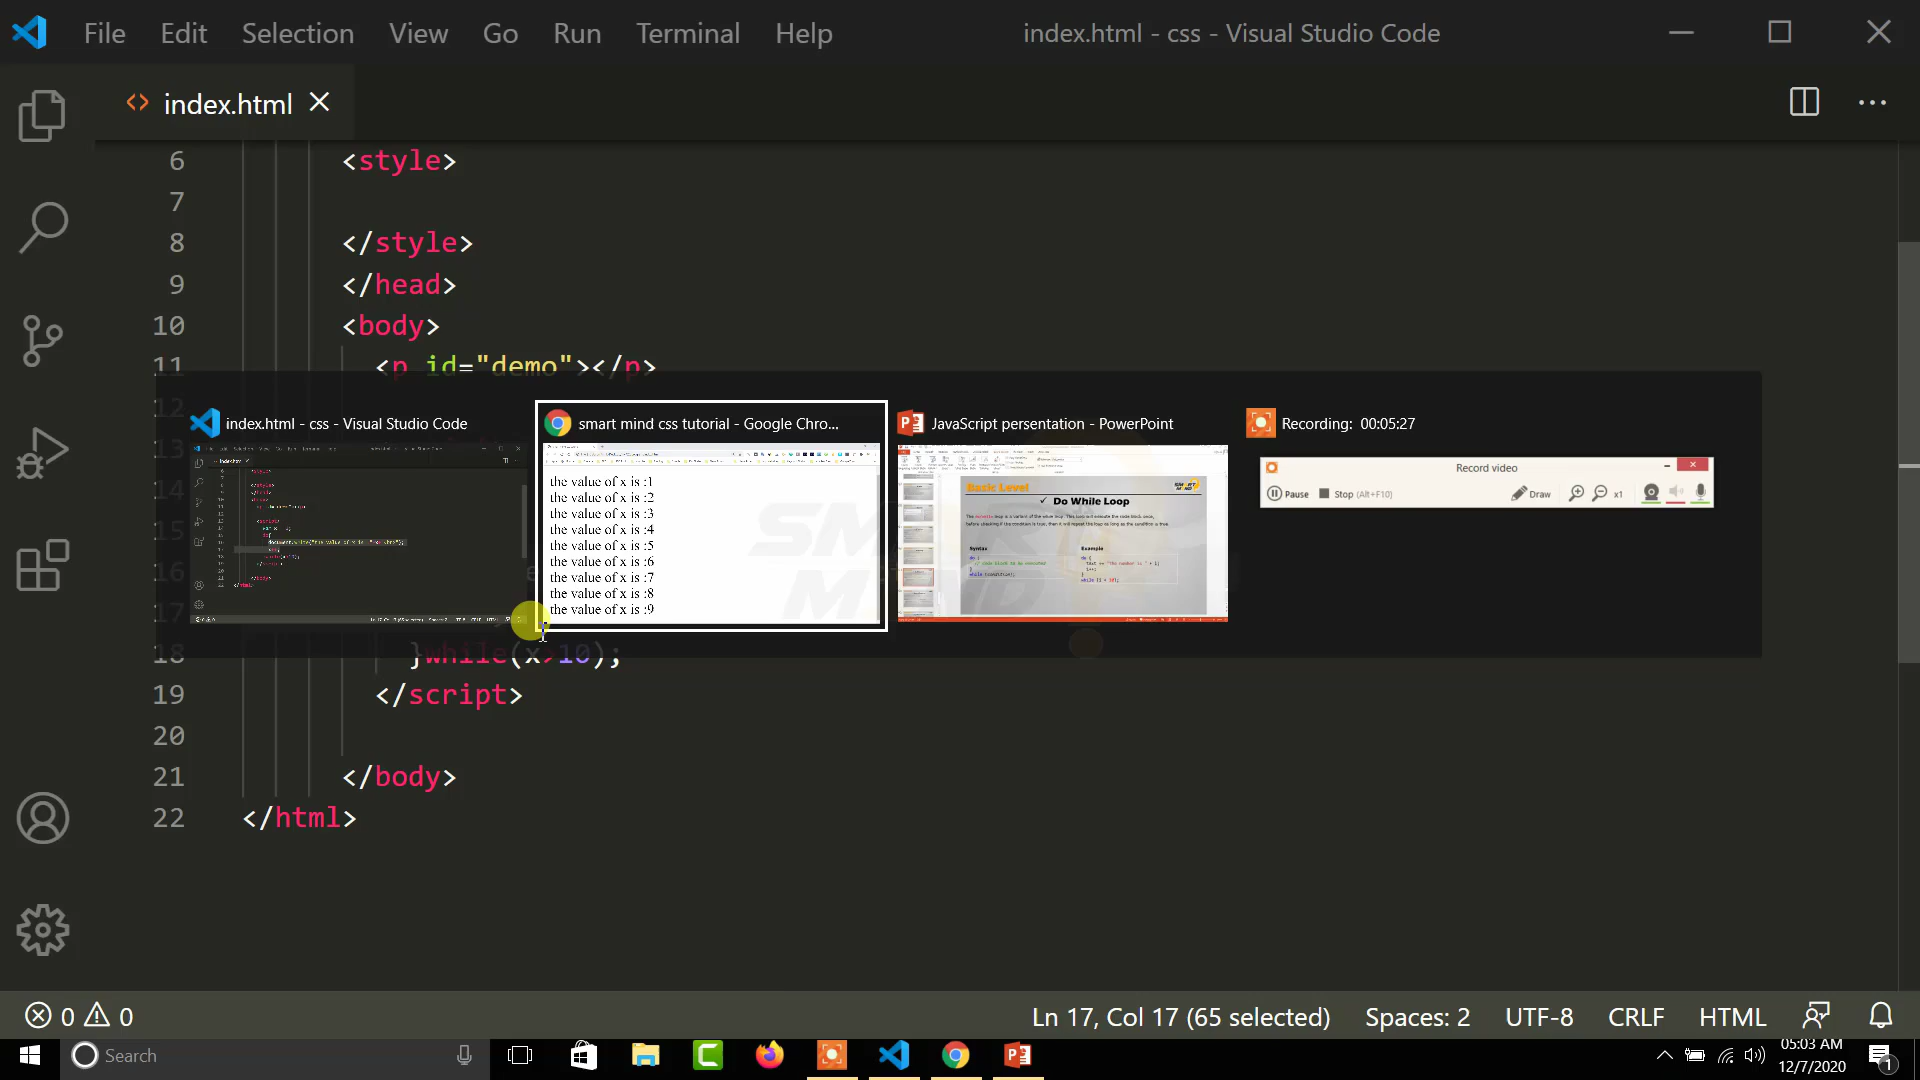 File Edit Selection View Go Run Terminal Help
index.html - css - Visual Studio Code
index.html
6 <style>
7
8 </style>
9 </head>
10 <body>
11 <p id="demo"></p>
index.html - css - Visual Studio Code
smart mind css tutorial - Google Chro...
JavaScript persentation - PowerPoint
Recording: 00:05:27
the value of x is :1
the value of x is :2
the value of x is :3
the value of x is :4
the value of x is :5
the value of x is :6
the value of x is :7
the value of x is :8
the value of x is :9
Basic Level
✓ Do While Loop
Syntax
Example
Record video
Pause Stop (Alt+F10) Draw x1
12
13
14
15
16
17
18 }while(x>10);
19 </script>
20
21 </body>
22 </html>
0 0
Ln 17, Col 17 (65 selected) Spaces: 2 UTF-8 CRLF HTML
Search
05:03 AM
12/7/2020
1